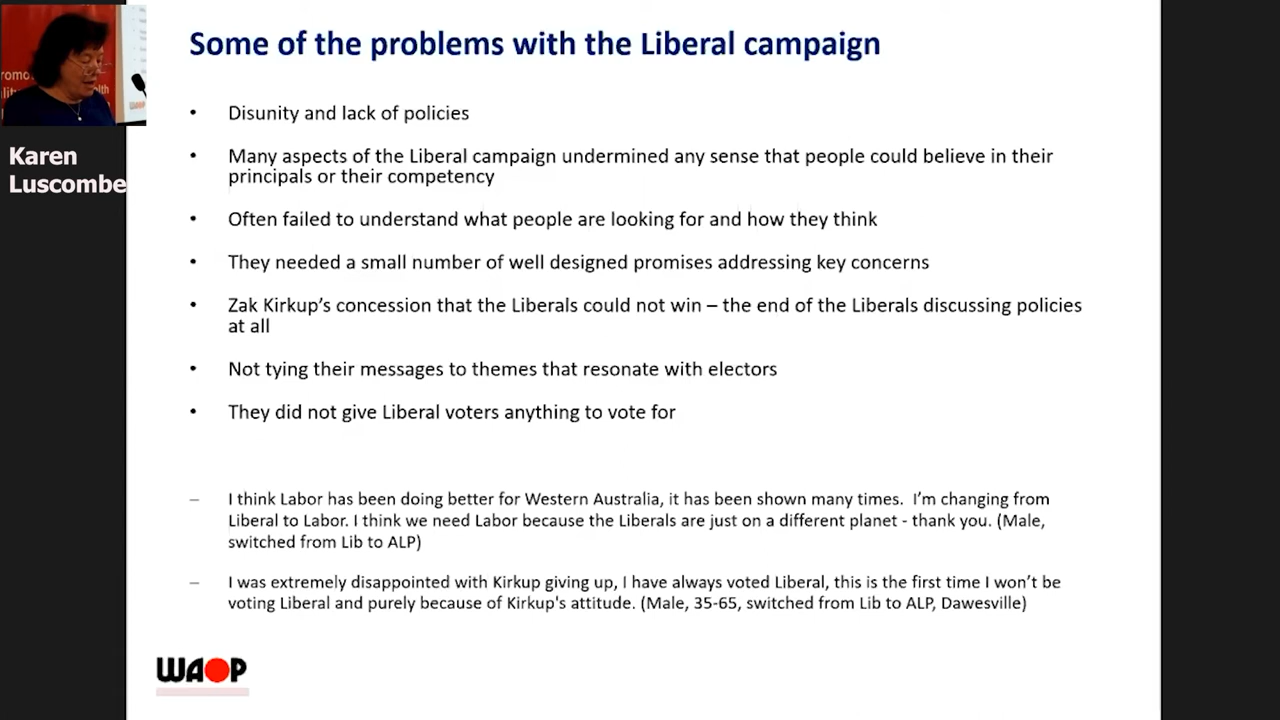 Some of the problems with the Liberal campaign
• Disunity and lack of policies
• Many aspects of the Liberal campaign undermined any sense that people could believe in their
principals or their competency
• Often failed to understand what people are looking for and how they think
• They needed a small number of well designed promises addressing key concerns
• Zak Kirkup’s concession that the Liberals could not win – the end of the Liberals discussing policies
at all
• Not tying their messages to themes that resonate with electors
• They did not give Liberal voters anything to vote for
– I think Labor has been doing better for Western Australia, it has been shown many times.  I’m changing from
Liberal to Labor. I think we need Labor because the Liberals are just on a different planet - thank you. (Male,
switched from Lib to ALP)
– I was extremely disappointed with Kirkup giving up, I have always voted Liberal, this is the first time I won’t be
voting Liberal and purely because of Kirkup's attitude. (Male, 35-65, switched from Lib to ALP, Dawesville)
WAOP
Karen
Luscombe